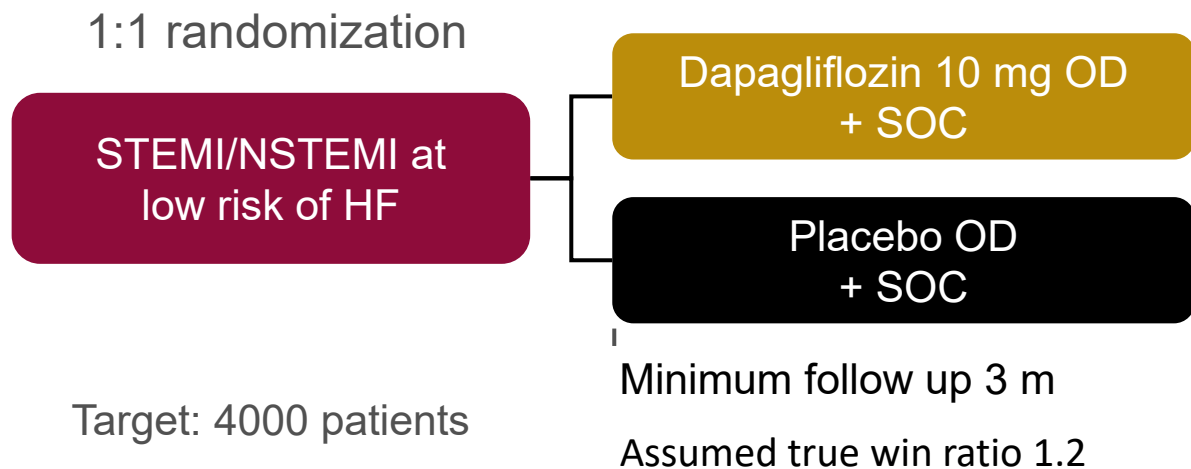 1:1 randomization
STEMI/NSTEMI at
low risk of HF
Dapagliflozin 10 mg OD
+ SOC
Placebo OD
+ SOC
Minimum follow up 3 m
Target: 4000 patients
Assumed true win ratio 1.2